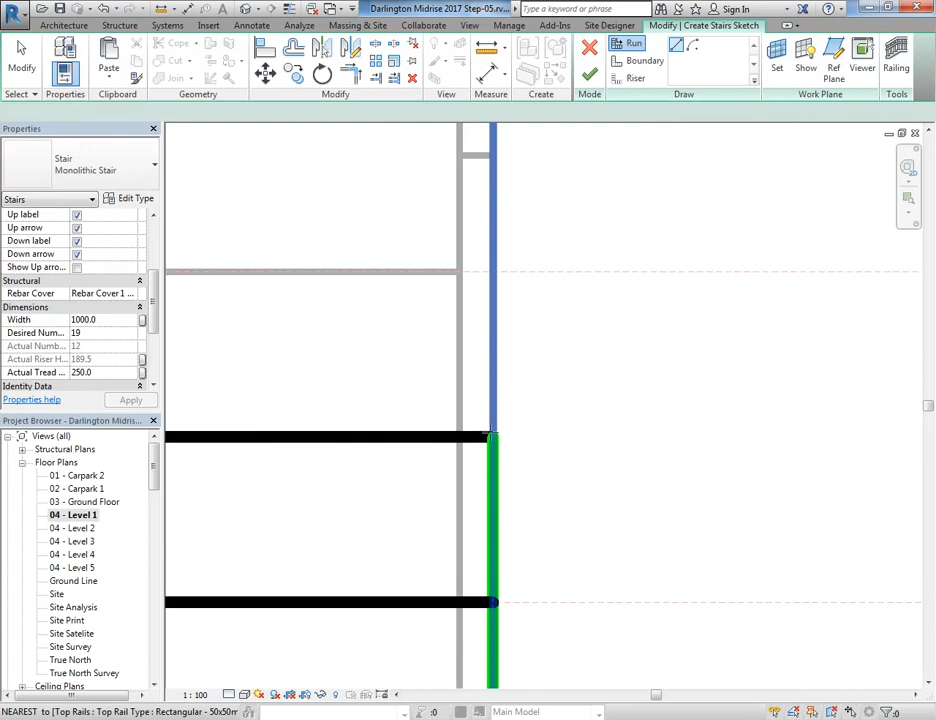 Darlington Midrise 2017 Step-05.rv...
Type a keyword or phrase
Sign In
Architecture Structure Systems Insert Annotate Analyze Massing & Site Collaborate View Manage Add-Ins Site Designer Modify | Create Stairs Sketch
Modify
Paste
Cope
Cut
Join
Run
Boundary
Riser
Set
Show
Ref
Plane
Viewer
Railing
Select Properties Clipboard Geometry Modify View Measure Create Mode Draw Work Plane Tools
Properties
Stair
Monolithic Stair
Stairs
Edit Type
Up label
Up arrow
Down label
Down arrow
Show Up arro...
Structural
Rebar Cover Rebar Cover 1 ...
Dimensions
Width 1000.0
Desired Num... 19
Actual Numb... 12
Actual Riser H... 189.5
Actual Tread ... 250.0
Identity Data
Properties help
Apply
Project Browser - Darlington Midris...
Views (all)
Structural Plans
Floor Plans
01 - Carpark 2
02 - Carpark 1
03 - Ground Floor
04 - Level 1
04 - Level 2
04 - Level 3
04 - Level 4
04 - Level 5
Ground Line
Site
Site Analysis
Site Print
Site Satelite
Site Survey
True North
True North Survey
Ceiling Plans
1 : 100
NEAREST to [Top Rails : Top Rail Type : Rectangular - 50x50m
:0
Main Model
:0